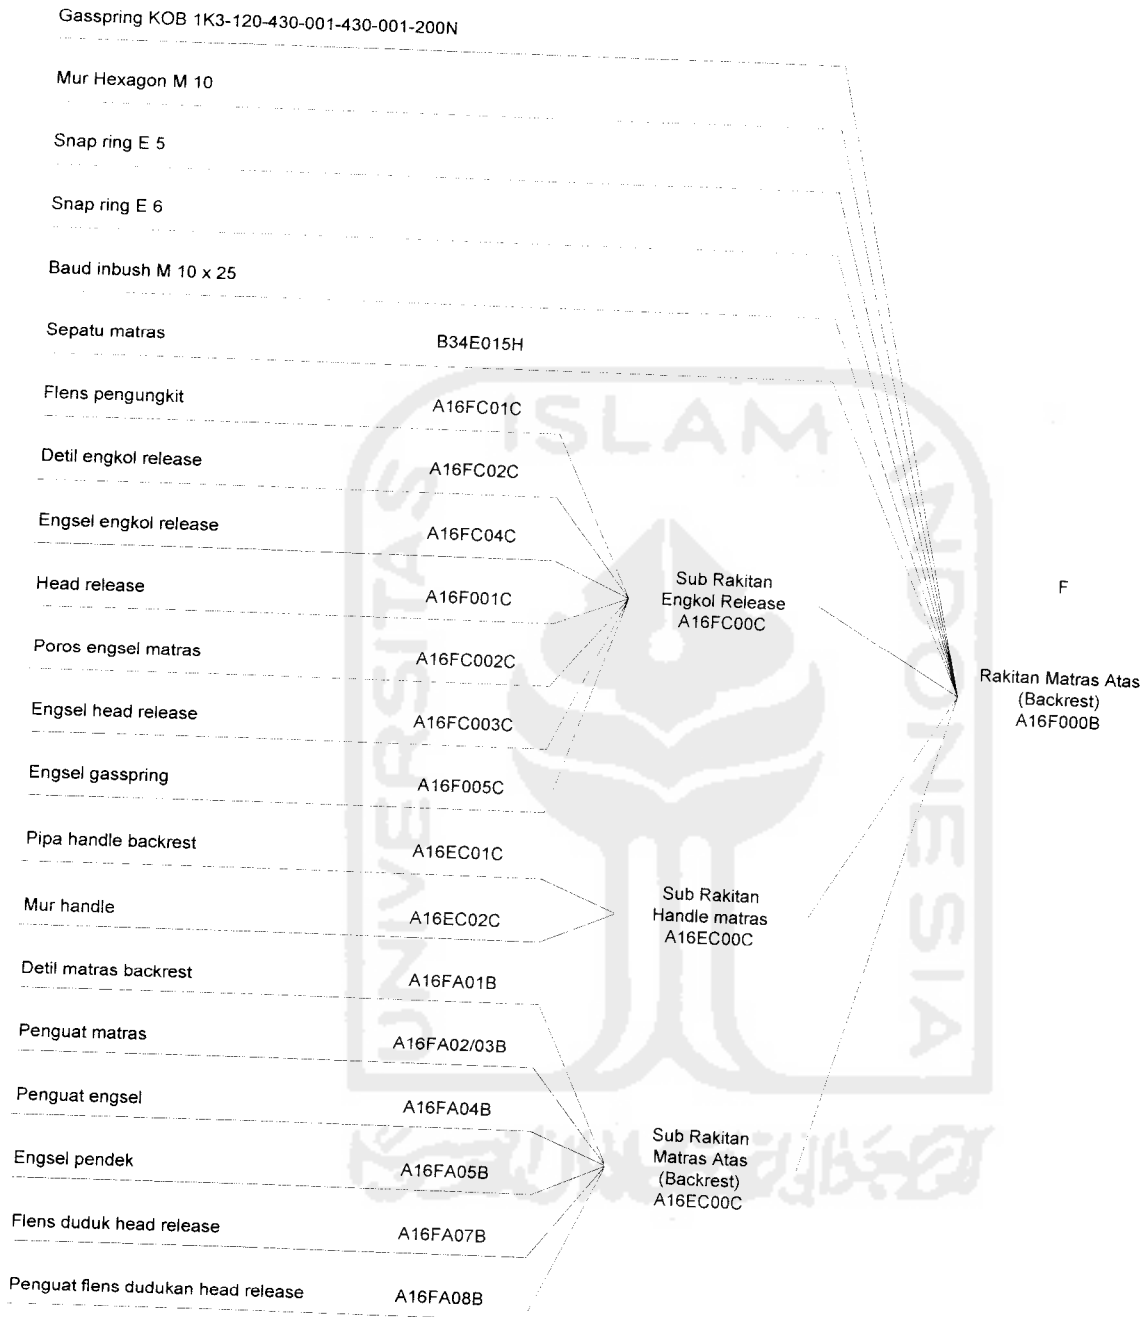 Gasspring KOB 1K3-120-430-001-430-001-200N
Mur Hexagon M 10
Snap ring E 5
Snap ring E 6
Baud inbush M 10 x 25
Sepatu matras B34E015H
Flens pengungkit A16FC01C
Detil engkol release A16FC02C
Engsel engkol release A16FC04C
Head release A16F001C
Poros engsel matras A16FC002C
Engsel head release A16FC003C
Engsel gasspring A16F005C
Pipa handle backrest A16EC01C
Mur handle A16EC02C
Detil matras backrest A16FA01B
Penguat matras A16FA02/03B
Penguat engsel A16FA04B
Engsel pendek A16FA05B
Flens duduk head release A16FA07B
Penguat flens dudukan head release A16FA08B
Sub Rakitan
Engkol Release
A16FC00C
Sub Rakitan
Handle matras
A16EC00C
Sub Rakitan
Matras Atas
(Backrest)
A16EC00C
F
Rakitan Matras Atas
(Backrest)
A16F000B
UNIVERSITAS
ISLAM
INDONESIA